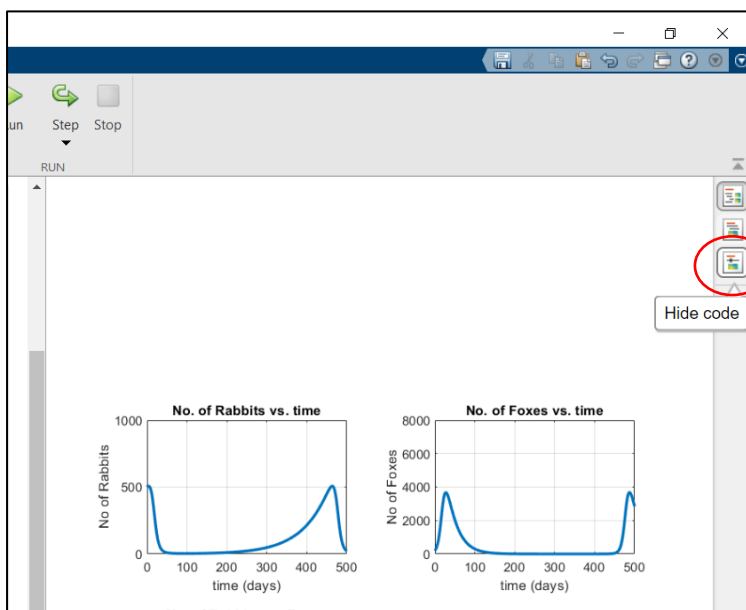 un Step Stop
RUN
Hide code
No. of Rabbits vs. time
1000
500
0
No of Rabbits
0 100 200 300 400 500
time (days)
No. of Foxes vs. time
8000
6000
4000
2000
0
No of Foxes
0 100 200 300 400 500
time (days)